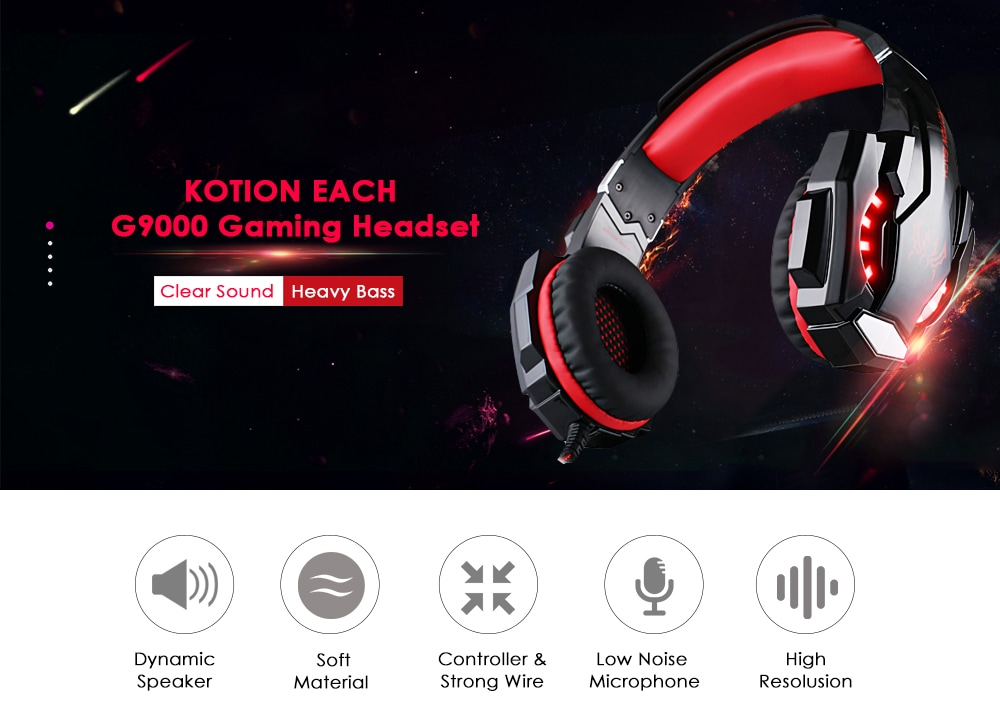 KOTION EACH
G9000 Gaming Headset
Clear Sound Heavy Bass
Dynamic
Speaker
Soft
Material
Controller &
Strong Wire
Low Noise
Microphone
High
Resolusion